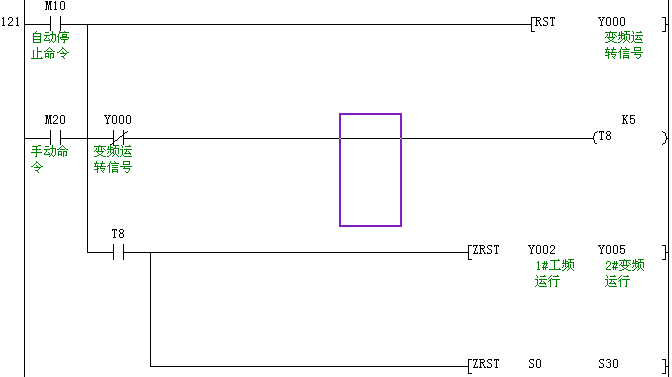 M10
121 RST Y000
自动停 变频运
止命令 转信号
M20 Y000 K5
T8
手动命 变频运
令 转信号
T8
ZRST Y002 Y005
1#工频 2#变频
运行 运行
ZRST S0 S30